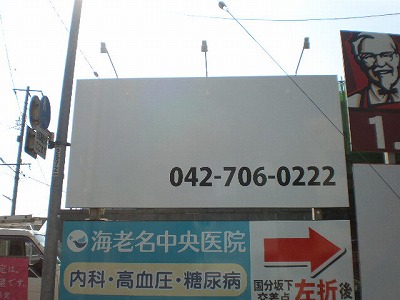 042-706-0222
1.
海老名中央医院
内科・高血圧・糖尿病
国分坂下
交差点
左折後